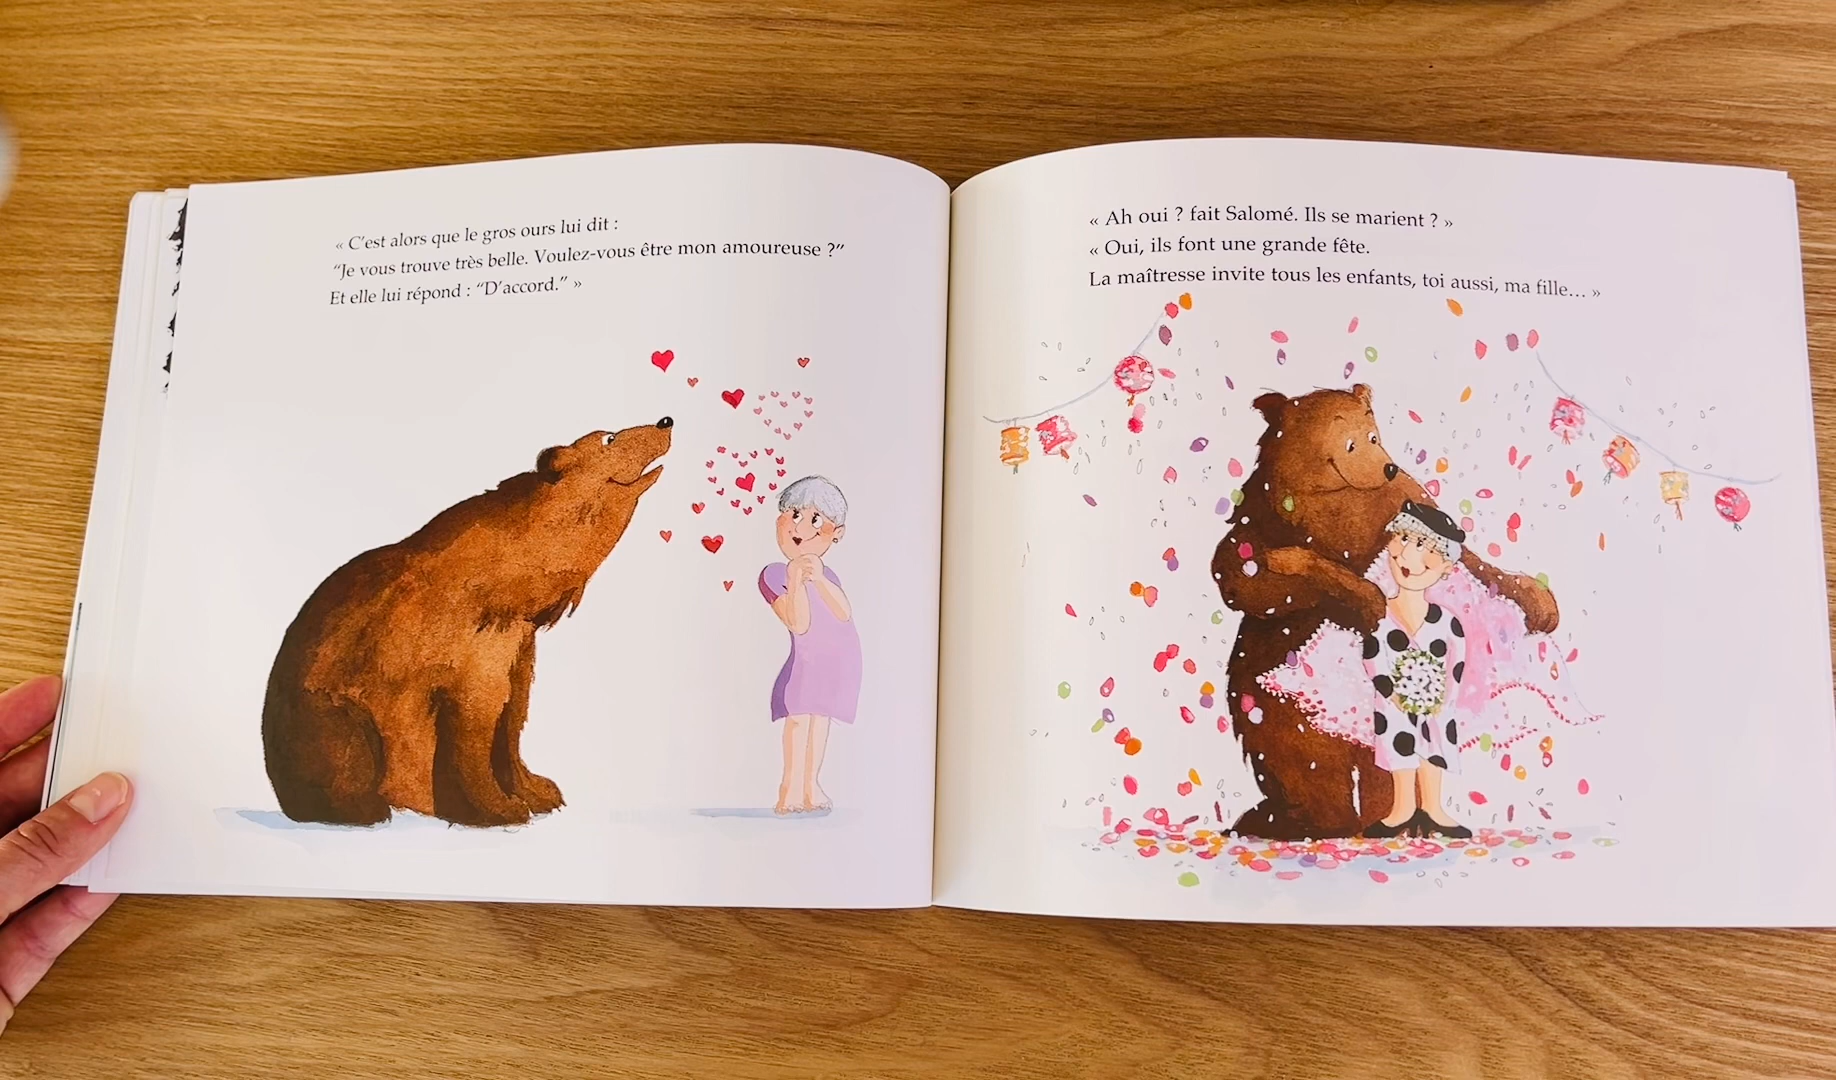 « C’est alors que le gros ours lui dit :
“Je vous trouve très belle. Voulez-vous être mon amoureuse ?”
Et elle lui répond : “D’accord.” »
« Ah oui ? fait Salomé. Ils se marient ? »
« Oui, ils font une grande fête.
La maîtresse invite tous les enfants, toi aussi, ma fille… »